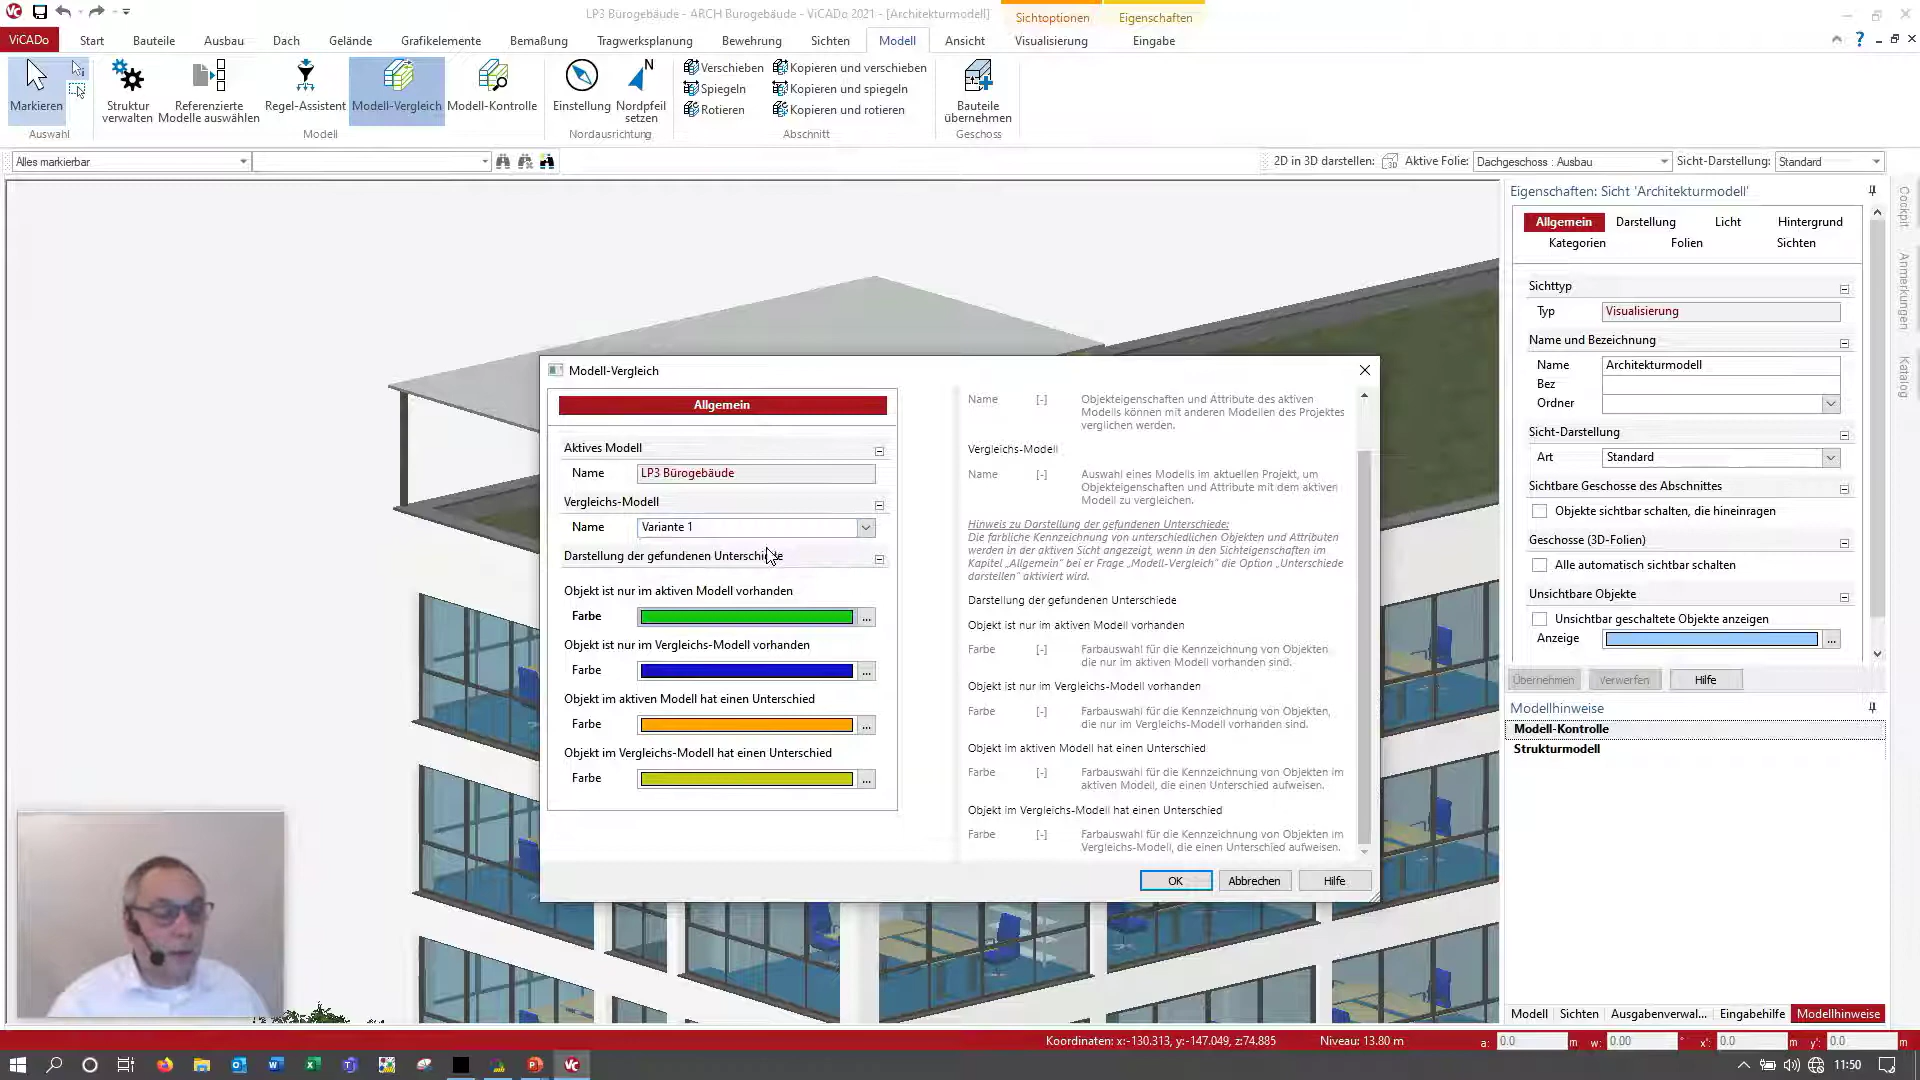 LP3 Bürogebäude - ARCH Bürogebäude - ViCADo 2021 - [Architekturmodell]
Sichtoptionen
Eigenschaften
ViCADo
Start
Bauteile
Ausbau
Dach
Gelände
Grafikelemente
Bemaßung
Tragwerksplanung
Bewehrung
Sichten
Modell
Ansicht
Visualisierung
Eingabe
Markieren
Auswahl
Struktur
verwalten
Referenzierte
Modelle auswählen
Regel-Assistent
Modell-Vergleich
Modell-Kontrolle
Modell
Einstellung
Nordpfeil
setzen
Nordausrichtung
Verschieben
Spiegeln
Rotieren
Kopieren und verschieben
Kopieren und spiegeln
Kopieren und rotieren
Abschnitt
Bauteile
übernehmen
Geschoss
Alles markierbar
2D in 3D darstellen:
Aktive Folie:
Dachgeschoss : Ausbau
Sicht-Darstellung:
Standard
Modell-Vergleich
Allgemein
Aktives Modell
Name
LP3 Bürogebäude
Vergleichs-Modell
Name
Variante 1
Darstellung der gefundenen Unterschiede
Objekt ist nur im aktiven Modell vorhanden
Farbe
...
Objekt ist nur im Vergleichs-Modell vorhanden
Farbe
...
Objekt im aktiven Modell hat einen Unterschied
Farbe
...
Objekt im Vergleichs-Modell hat einen Unterschied
Farbe
...
Name [-] Objekteigenschaften und Attribute des aktiven
Modells können mit anderen Modellen des Projektes
verglichen werden.
Vergleichs-Modell
Name [-] Auswahl eines Modells im aktuellen Projekt, um
Objekteigenschaften und Attribute mit dem aktiven
Modell zu vergleichen.
Hinweis zu Darstellung der gefundenen Unterschiede:
Die farbliche Kennzeichnung von unterschiedlichen Objekten und Attributen
werden in der aktiven Sicht angezeigt, wenn in den Sichteigenschaften im
Kapitel „Allgemein" bei er Frage „Modell-Vergleich" die Option „Unterschiede
darstellen" aktiviert wird.
Darstellung der gefundenen Unterschiede
Objekt ist nur im aktiven Modell vorhanden
Farbe [-] Farbauswahl für die Kennzeichnung von Objekten
die nur im aktiven Modell vorhanden sind.
Objekt ist nur im Vergleichs-Modell vorhanden
Farbe [-] Farbauswahl für die Kennzeichnung von Objekten,
die nur im Vergleichs-Modell vorhanden sind.
Objekt im aktiven Modell hat einen Unterschied
Farbe [-] Farbauswahl für die Kennzeichnung von Objekten im
aktiven Modell, die einen Unterschied aufweisen.
Objekt im Vergleichs-Modell hat einen Unterschied
Farbe [-] Farbauswahl für die Kennzeichnung von Objekten im
Vergleichs-Modell, die einen Unterschied aufweisen.
OK
Abbrechen
Hilfe
Eigenschaften: Sicht 'Architekturmodell'
Allgemein
Darstellung
Licht
Hintergrund
Kategorien
Folien
Sichten
Sichttyp
Typ
Visualisierung
Name und Bezeichnung
Name
Architekturmodell
Bez
Ordner
Sicht-Darstellung
Art
Standard
Sichtbare Geschosse des Abschnittes
Objekte sichtbar schalten, die hineinragen
Geschosse (3D-Folien)
Alle automatisch sichtbar schalten
Unsichtbare Objekte
Unsichtbar geschaltete Objekte anzeigen
Anzeige
...
Übernehmen
Verwerfen
Hilfe
Modellhinweise
Modell-Kontrolle
Strukturmodell
Modell
Sichten
Ausgabenverwal...
Eingabehilfe
Modellhinweise
Cockpit
Anmerkungen
Katalog
Koordinaten: x:-130.313, y:-147.049, z:74.885
Niveau: 13.80 m
a: 0.0 m
w: 0.00 °
x': 0.0 m
y': 0.0 m
11:50